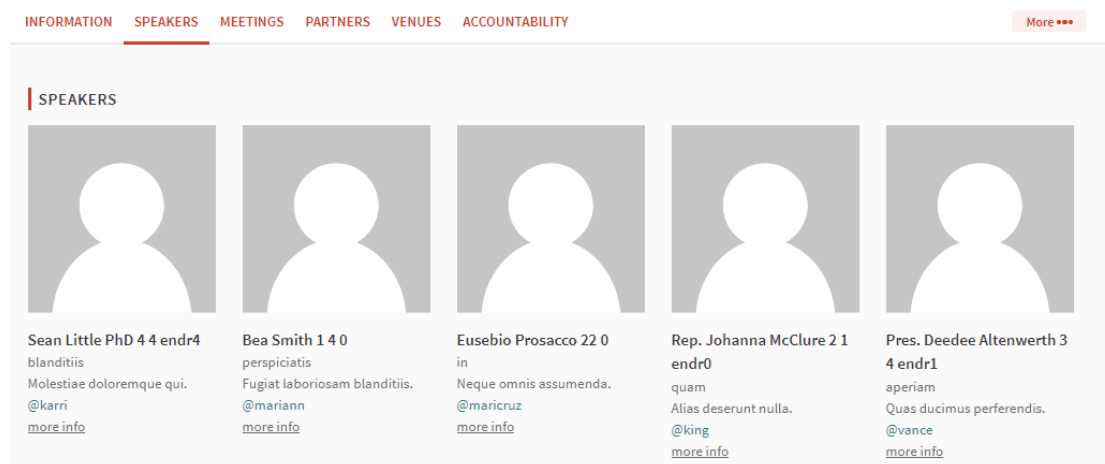 INFORMATION SPEAKERS MEETINGS PARTNERS VENUES ACCOUNTABILITY More •••
SPEAKERS
Sean Little PhD 4 4 endr4
blanditiis
Molestiae doloremque qui.
@karri
more info
Bea Smith 1 4 0
perspiciatis
Fugiat laboriosam blanditiis.
@mariann
more info
Eusebio Prosacco 22 0
in
Neque omnis assumenda.
@maricruz
more info
Rep. Johanna McClure 2 1
endr0
quam
Alias deserunt nulla.
@king
more info
Pres. Deedee Altenwerth 3
4 endr1
aperiam
Quas ducimus perferendis.
@vance
more info